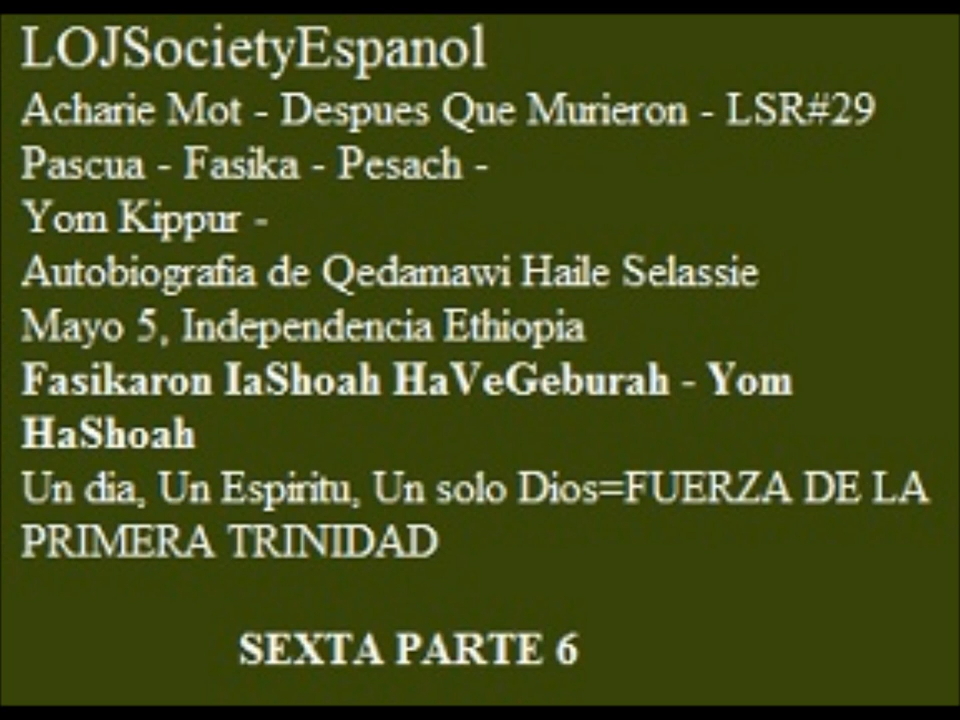 LOJSocietyEspanol
Acharie Mot - Despues Que Murieron - LSR#29
Pascua - Fasika - Pesach -
Yom Kippur -
Autobiografia de Qedamawi Haile Selassie
Mayo 5, Independencia Ethiopia
Fasikaron IaShoah HaVeGeburah - Yom
HaShoah
Un dia, Un Espiritu, Un solo Dios=FUERZA DE LA
PRIMERA TRINIDAD
SEXTA PARTE 6